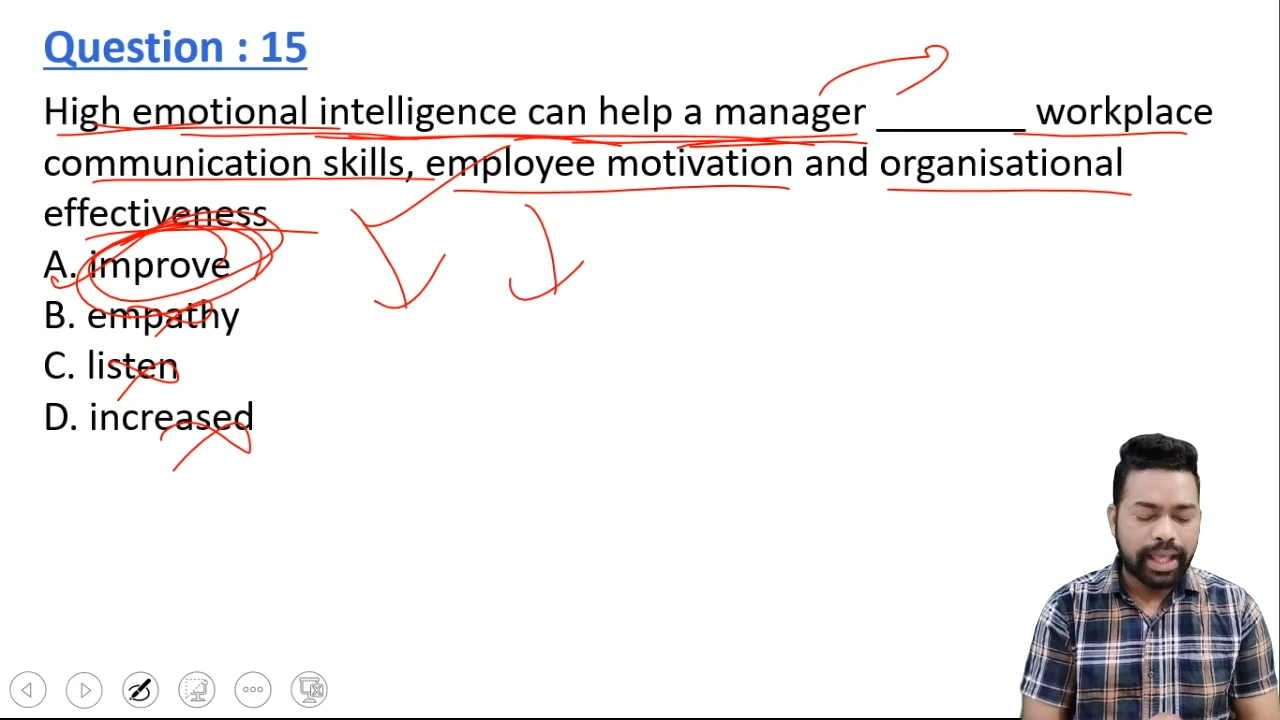 Question : 15
High emotional intelligence can help a manager ________ workplace
communication skills, employee motivation and organisational
effectiveness
A. improve
B. empathy
C. listen
D. increased